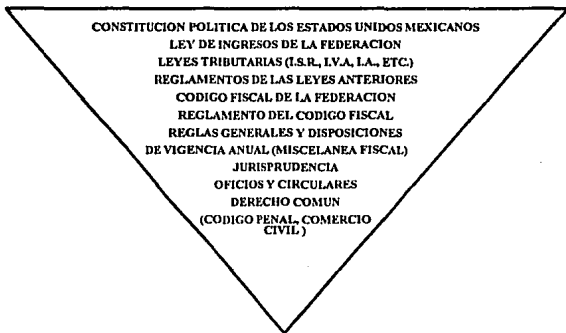 CONSTITUCION POLITICA DE LOS ESTADOS UNIDOS MEXICANOS
LEY DE INGRESOS DE LA FEDERACION
LEYES TRIBUTARIAS (I.S.R., I.V.A, I.A., ETC.)
REGLAMENTOS DE LAS LEYES ANTERIORES
CODIGO FISCAL DE LA FEDERACION
REGLAMENTO DEL CODIGO FISCAL
REGLAS GENERALES Y DISPOSICIONES
DE VIGENCIA ANUAL (MISCELANEA FISCAL)
JURISPRUDENCIA
OFICIOS Y CIRCULARES
DERECHO COMUN
(CODIGO PENAL, COMERCIO
CIVIL )